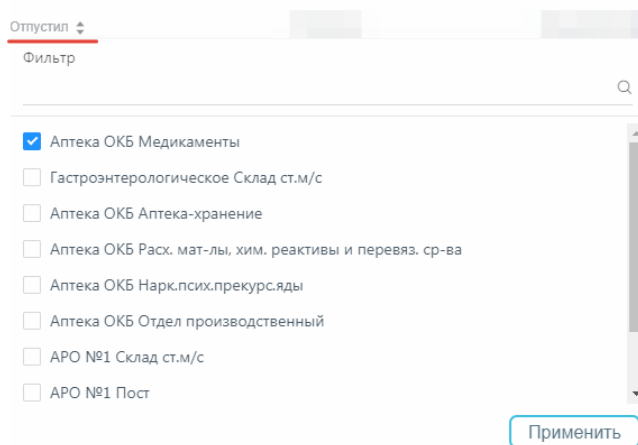 Отпустил
Фильтр
Аптека ОКБ Медикаменты
Гастроэнтерологическое Склад ст.м/с
Аптека ОКБ Аптека-хранение
Аптека ОКБ Расх. мат-лы, хим. реактивы и перевяз. ср-ва
Аптека ОКБ Нарк.псих.прекурс.яды
Аптека ОКБ Отдел производственный
АРО №1 Склад ст.м/с
АРО №1 Пост
Применить